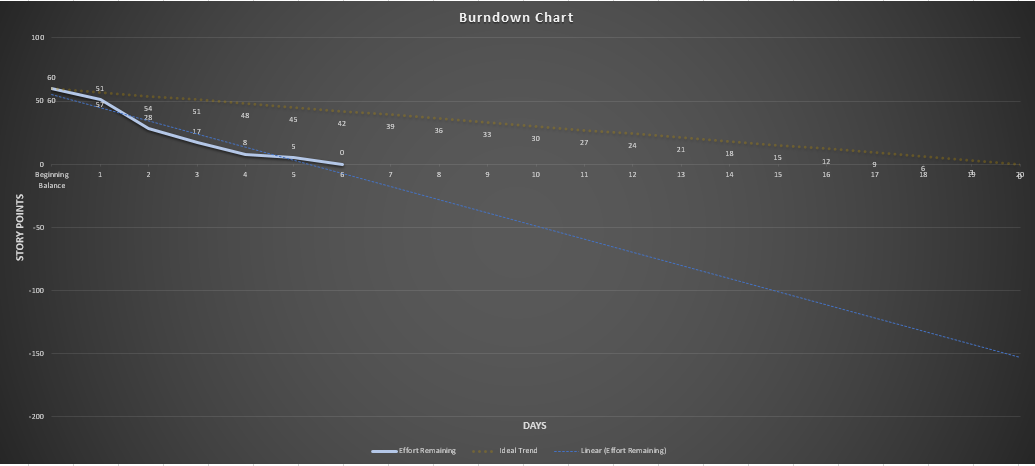 Burndown Chart
100
60
51
50 60 57 54 51 48 45 42 39 36 33 30 27 24 21 18 15 12 9 6 3 0
28 17 8 5 0
0
Beginning Balance 1 2 3 4 5 6 7 8 9 10 11 12 13 14 15 16 17 18 19 20
STORY POINTS
-50
-100
-150
-200
DAYS
Effort Remaining Ideal Trend Linear (Effort Remaining)